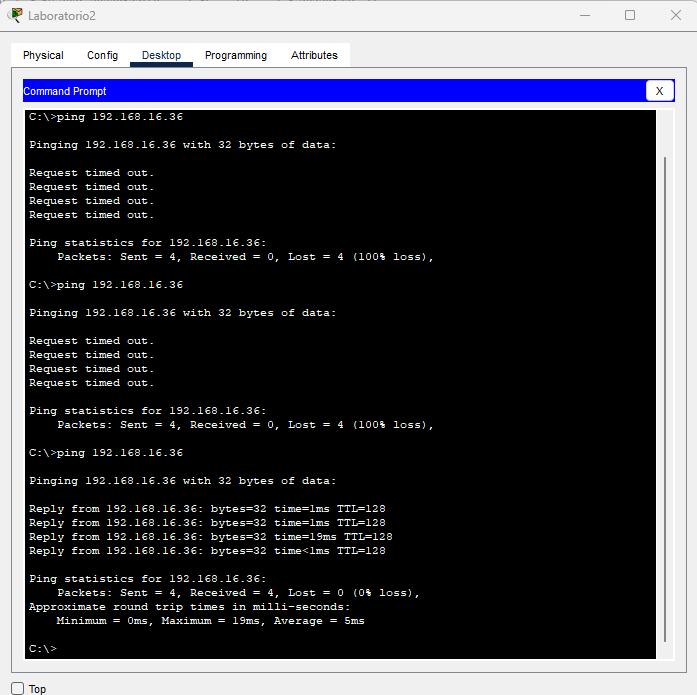 Laboratorio2
Physical Config Desktop Programming Attributes
Command Prompt X
C:\>ping 192.168.16.36
Pinging 192.168.16.36 with 32 bytes of data:
Request timed out.
Request timed out.
Request timed out.
Request timed out.
Ping statistics for 192.168.16.36:
    Packets: Sent = 4, Received = 0, Lost = 4 (100% loss),
C:\>ping 192.168.16.36
Pinging 192.168.16.36 with 32 bytes of data:
Request timed out.
Request timed out.
Request timed out.
Request timed out.
Ping statistics for 192.168.16.36:
    Packets: Sent = 4, Received = 0, Lost = 4 (100% loss),
C:\>ping 192.168.16.36
Pinging 192.168.16.36 with 32 bytes of data:
Reply from 192.168.16.36: bytes=32 time=1ms TTL=128
Reply from 192.168.16.36: bytes=32 time=1ms TTL=128
Reply from 192.168.16.36: bytes=32 time=19ms TTL=128
Reply from 192.168.16.36: bytes=32 time<1ms TTL=128
Ping statistics for 192.168.16.36:
    Packets: Sent = 4, Received = 4, Lost = 0 (0% loss),
Approximate round trip times in milli-seconds:
    Minimum = 0ms, Maximum = 19ms, Average = 5ms
C:\>
Top